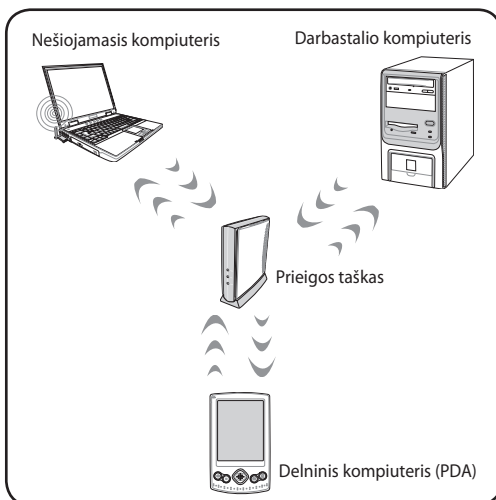 Nešiojamasis kompiuteris
Darbastalio kompiuteris
Prieigos taškas
Delninis kompiuteris (PDA)